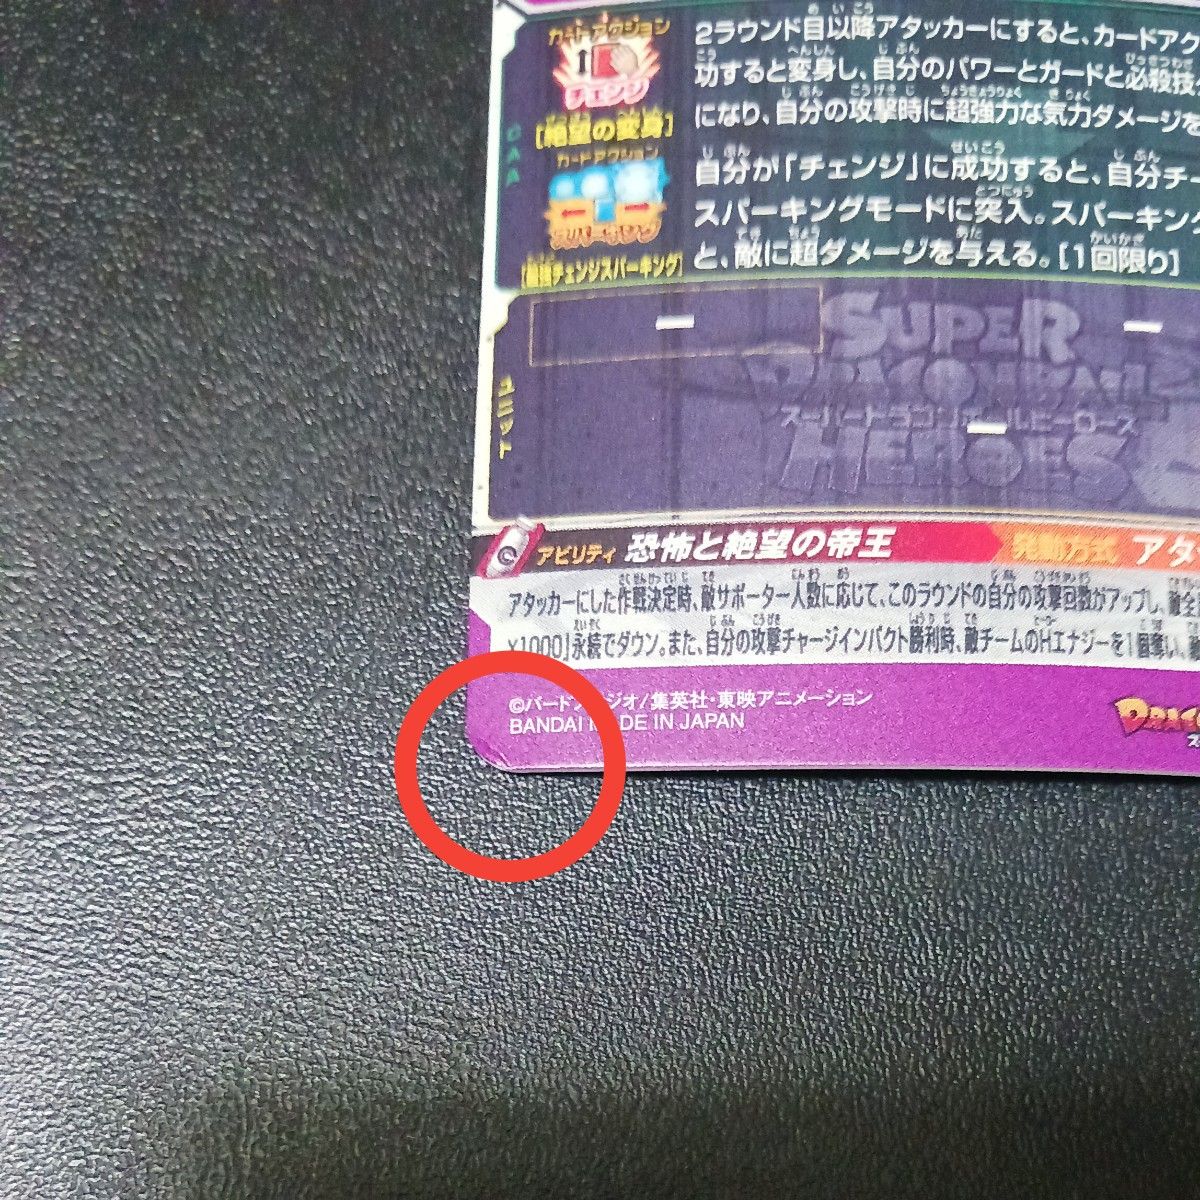 カードアクション
チェンジ
[絶望の変身]
2ラウンド目以降アタッカーにすると、カードアク
功すると変身し、自分のパワーとガードと必殺技
になり、自分の攻撃時に超強力な気力ダメージを
CAA
カードアクション
スパーキング
[最強チェンジスパーキング]
自分が「チェンジ」に成功すると、自分チー
スパーキングモードに突入。スパーキン
と、敵に超ダメージを与える。[1回限り]
ユニット
SUPER
DRAGON BALL
スーパードラゴンボールヒーローズ
HEROES
アビリティ 恐怖と絶望の帝王 発動方式 アタ
アタッカーにした作戦決定時、敵サポーター人数に応じて、このラウンドの自分の攻撃回数がアップし、敵全
×1000]永続でダウン。また、自分の攻撃チャージインパクト勝利時、敵チームのHエナジーを1個奪い、
©バードスタジオ/集英社・東映アニメーション
BANDAI MADE IN JAPAN
DRAG